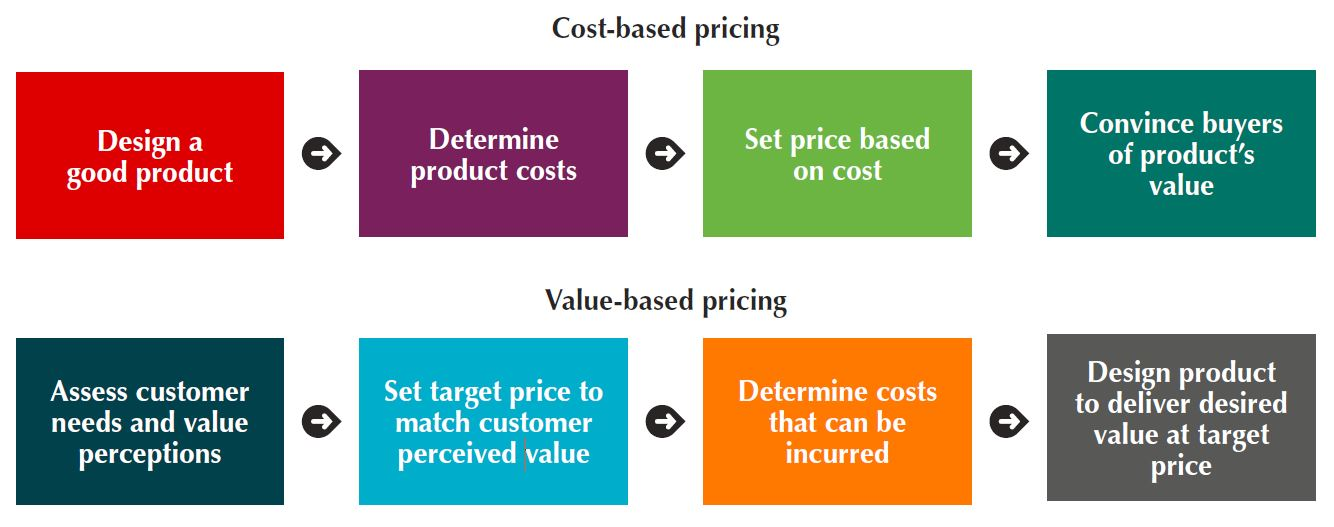 Cost-based pricing
Design a
good product
Determine
product costs
Set price based
on cost
Convince buyers
of product's
value
Value-based pricing
Assess customer
needs and value
perceptions
Set target price to
match customer
perceived value
Determine costs
that can be
incurred
Design product
to deliver desired
value at target
price